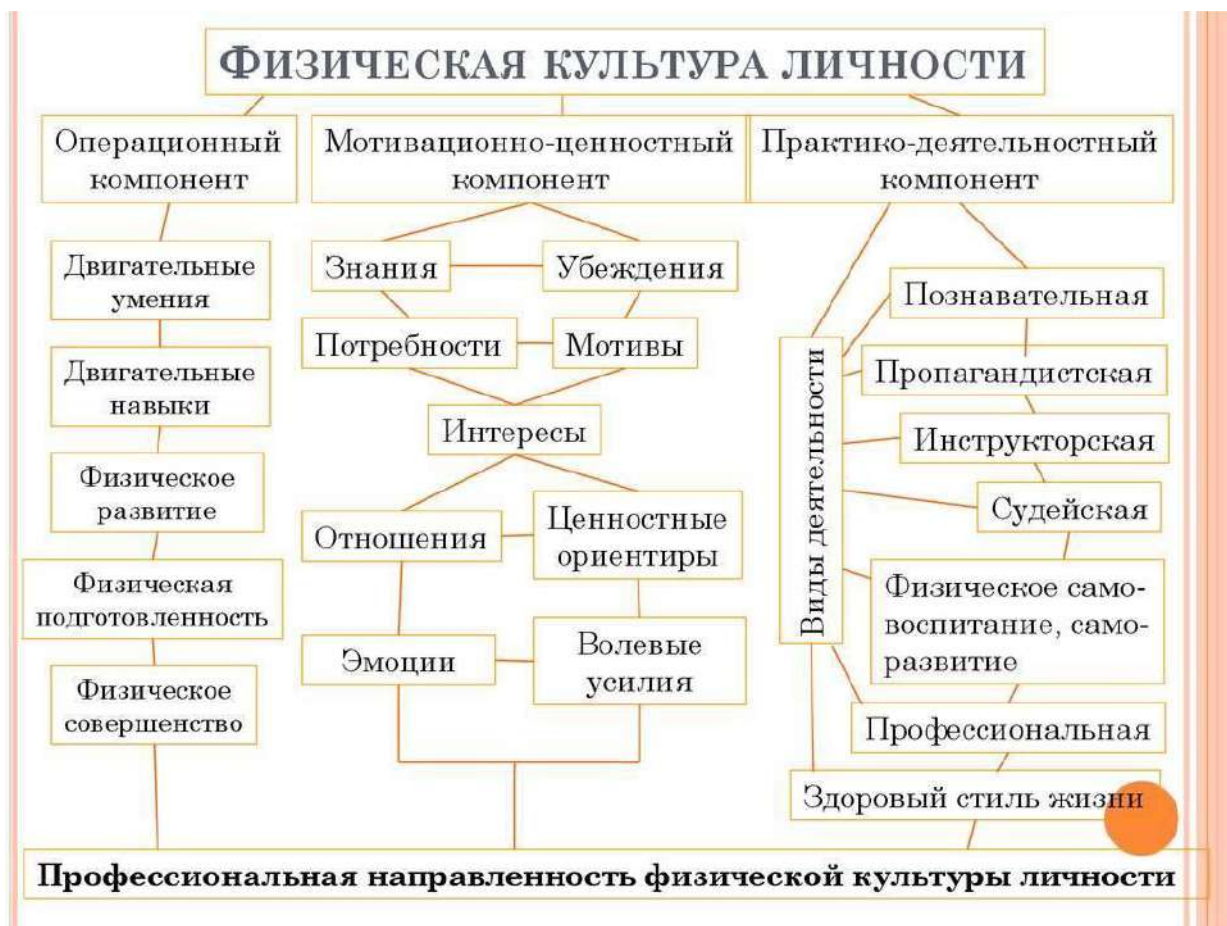 ФИЗИЧЕСКАЯ КУЛЬТУРА ЛИЧНОСТИ
Операционный
компонент
Двигательные
умения
Двигательные
навыки
Физическое
развитие
Физическая
подготовленность
Физическое
совершенство
Мотивационно-ценностный
компонент
Знания
Убеждения
Потребности
Мотивы
Интересы
Отношения
Ценностные
ориентиры
Эмоции
Волевые
усилия
Практико-деятельностный
компонент
Виды деятельности
Познавательная
Пропагандистская
Инструкторская
Судейская
Физическое само-
воспитание, само-
развитие
Профессиональная
Здоровый стиль жизни
Профессиональная направленность физической культуры личности